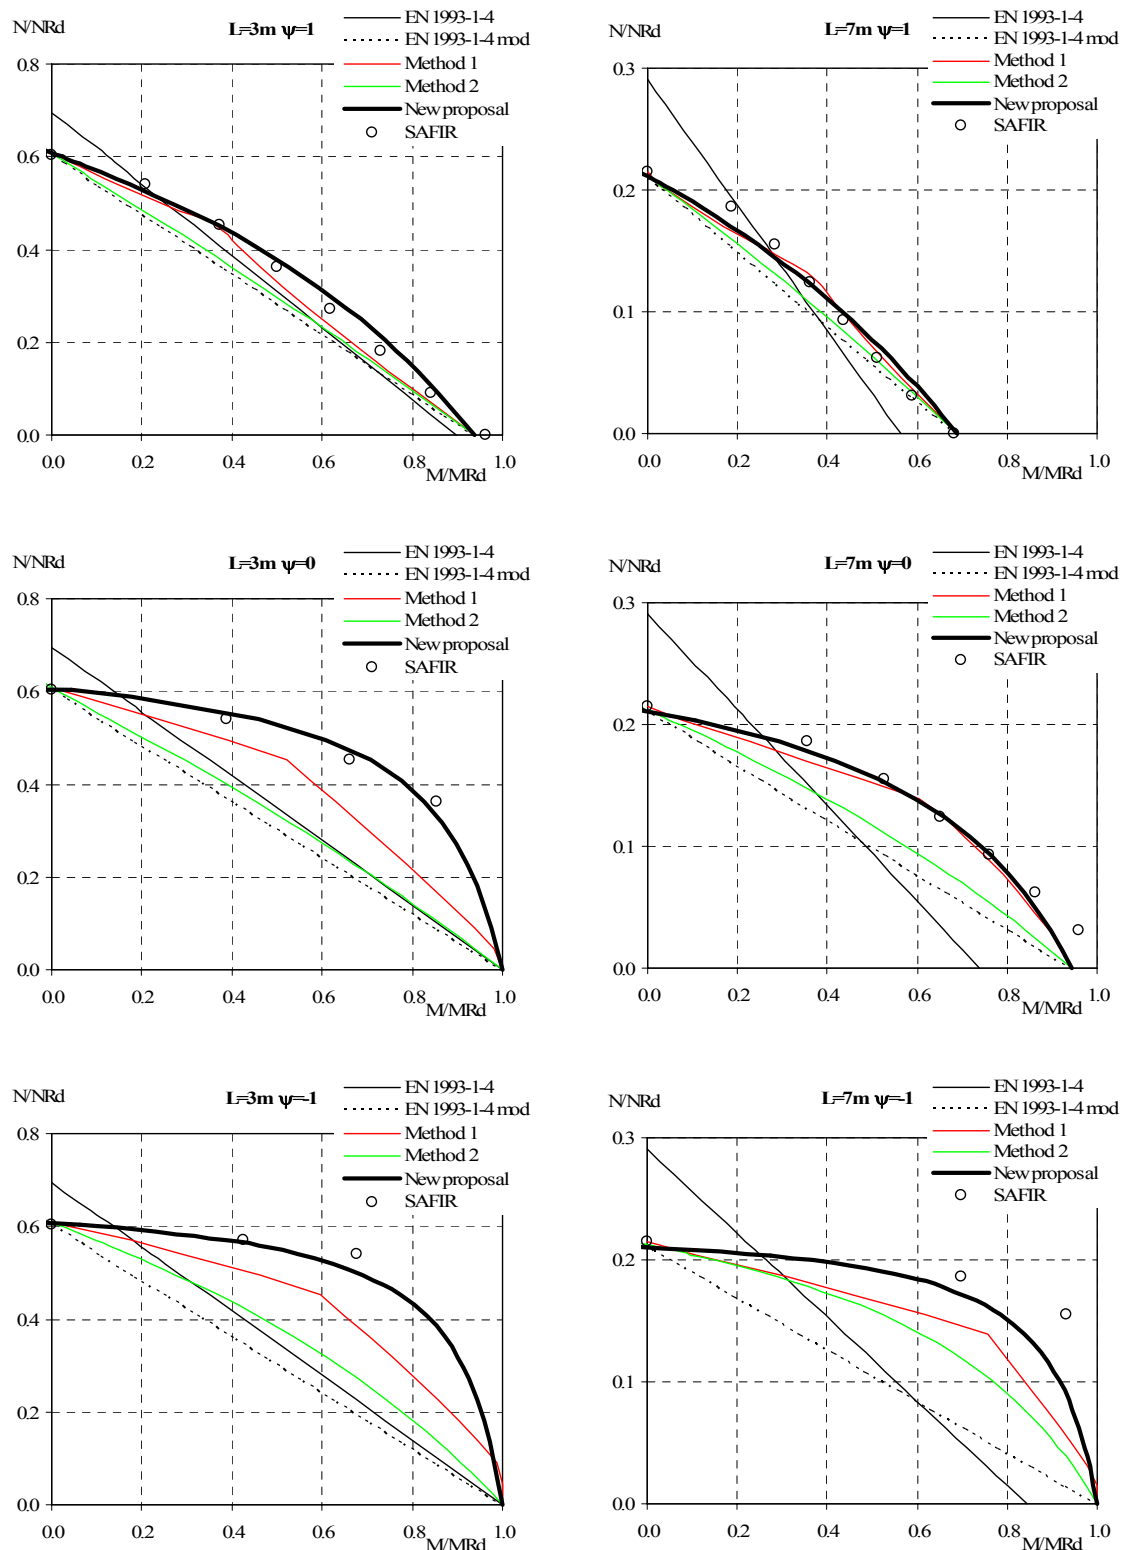 N/NRd
L=3m ψ=1
EN 1993-1-4
EN 1993-1-4 mod
Method 1
Method 2
New proposal
SAFIR
0.8
0.6
0.4
0.2
0.0
0.0 0.2 0.4 0.6 0.8 1.0
M/MRd
N/NRd
L=7m ψ=1
EN 1993-1-4
EN 1993-1-4 mod
Method 1
Method 2
New proposal
SAFIR
0.3
0.2
0.1
0.0
0.0 0.2 0.4 0.6 0.8 1.0
M/MRd
N/NRd
L=3m ψ=0
EN 1993-1-4
EN 1993-1-4 mod
Method 1
Method 2
New proposal
SAFIR
0.8
0.6
0.4
0.2
0.0
0.0 0.2 0.4 0.6 0.8 1.0
M/MRd
N/NRd
L=7m ψ=0
EN 1993-1-4
EN 1993-1-4 mod
Method 1
Method 2
New proposal
SAFIR
0.3
0.2
0.1
0.0
0.0 0.2 0.4 0.6 0.8 1.0
M/MRd
N/NRd
L=3m ψ=-1
EN 1993-1-4
EN 1993-1-4 mod
Method 1
Method 2
New proposal
SAFIR
0.8
0.6
0.4
0.2
0.0
0.0 0.2 0.4 0.6 0.8 1.0
M/MRd
N/NRd
L=7m ψ=-1
EN 1993-1-4
EN 1993-1-4 mod
Method 1
Method 2
New proposal
SAFIR
0.3
0.2
0.1
0.0
0.0 0.2 0.4 0.6 0.8 1.0
M/MRd